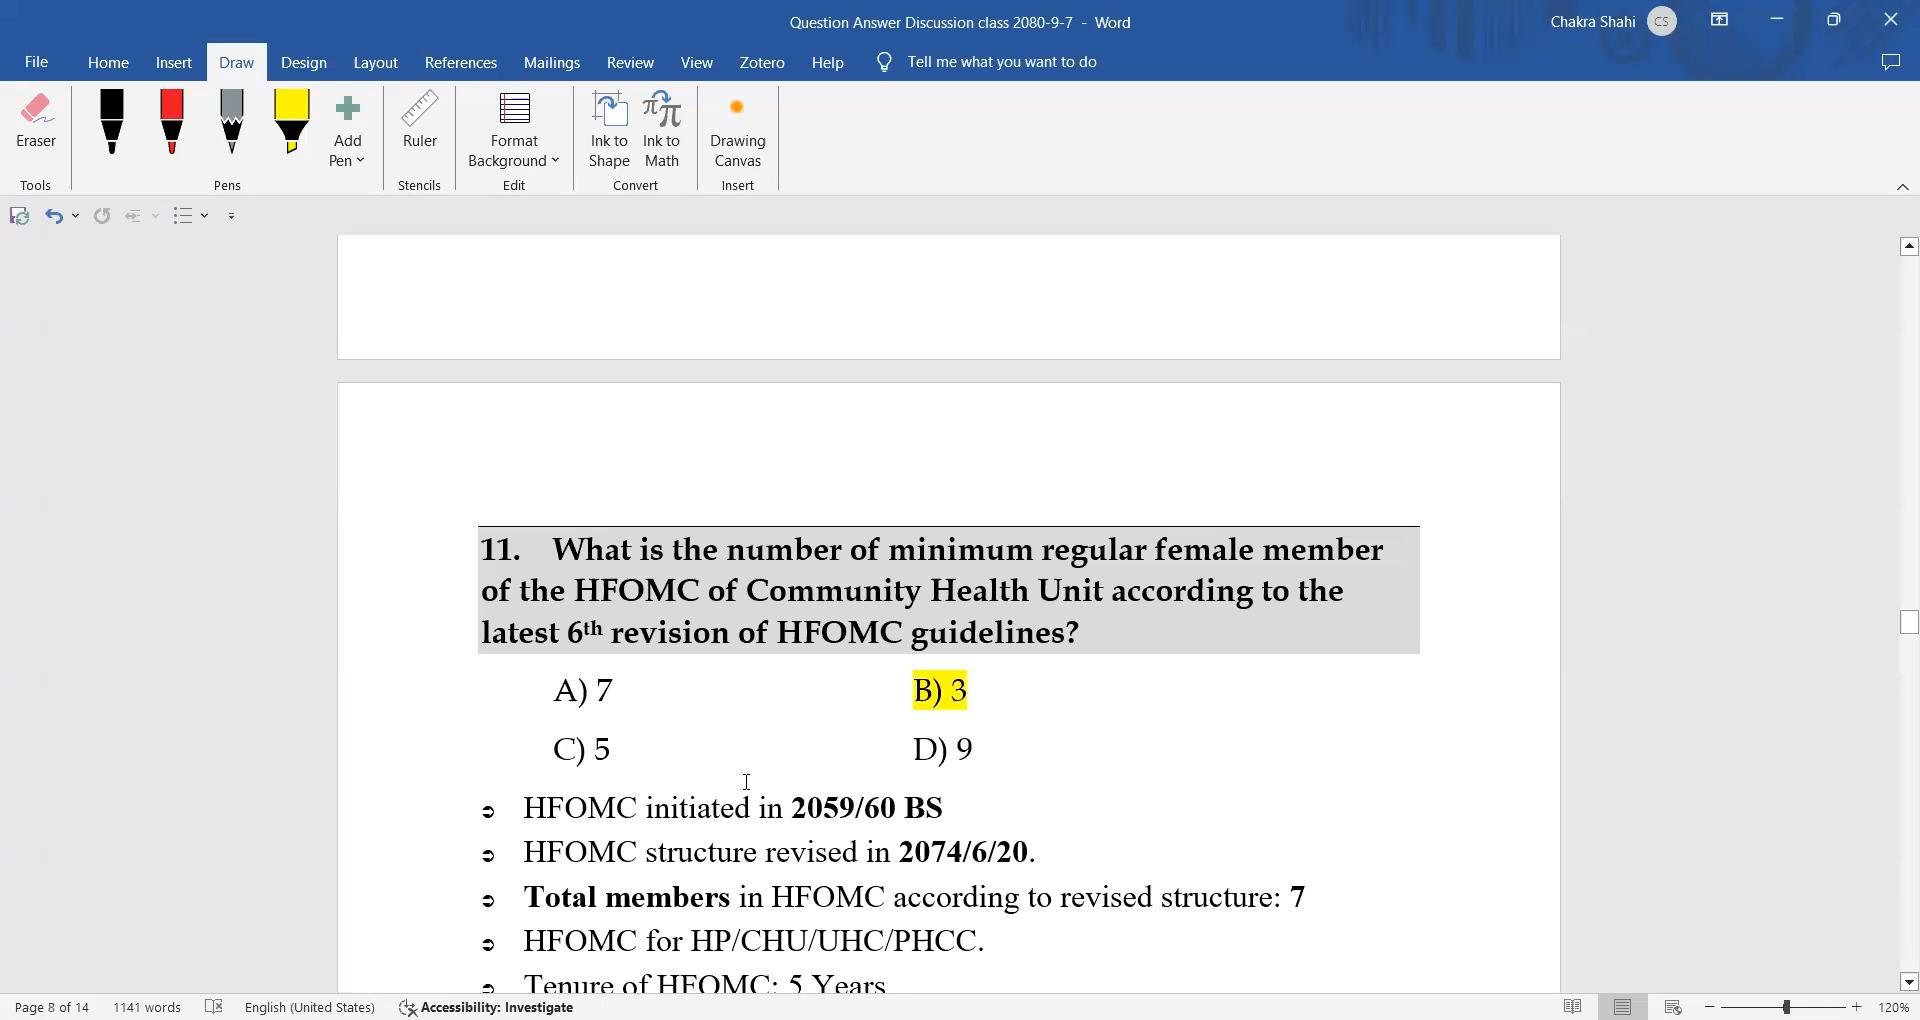 Question Answer Discussion class 2080-9-7 - Word
Chakra Shahi CS
File Home Insert Draw Design Layout References Mailings Review View Zotero Help Tell me what you want to do
Eraser
Add Pen
Ruler
Format Background
Ink to Shape
Ink to Math
Drawing Canvas
Tools Pens Stencils Edit Convert Insert
11. What is the number of minimum regular female member
of the HFOMC of Community Health Unit according to the
latest 6th revision of HFOMC guidelines?
A) 7 B) 3
C) 5 D) 9
HFOMC initiated in 2059/60 BS
HFOMC structure revised in 2074/6/20.
Total members in HFOMC according to revised structure: 7
HFOMC for HP/CHU/UHC/PHCC.
Tenure of HFOMC: 5 Years
Page 8 of 14 1141 words English (United States) Accessibility: Investigate 120%